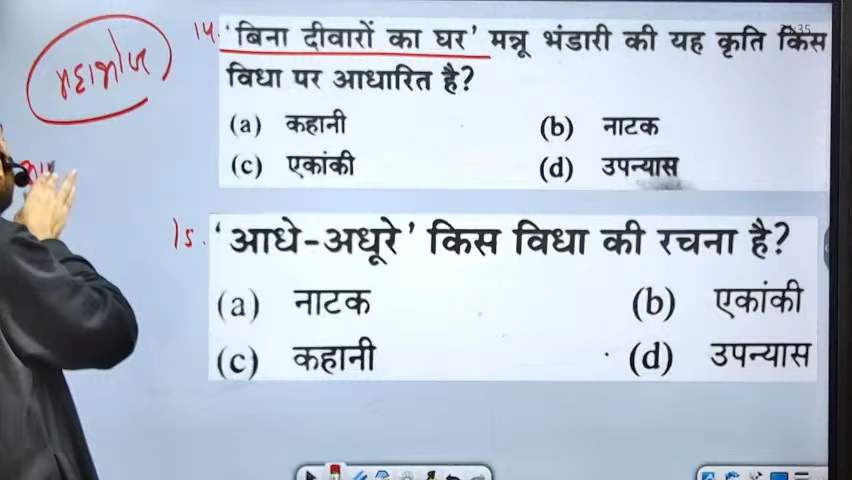 महाभोज
14. 'बिना दीवारों का घर' मन्नू भंडारी की यह कृति किस
विधा पर आधारित है?
(a) कहानी (b) नाटक
(c) एकांकी (d) उपन्यास
15. 'आधे-अधूरे' किस विधा की रचना है?
(a) नाटक (b) एकांकी
(c) कहानी (d) उपन्यास